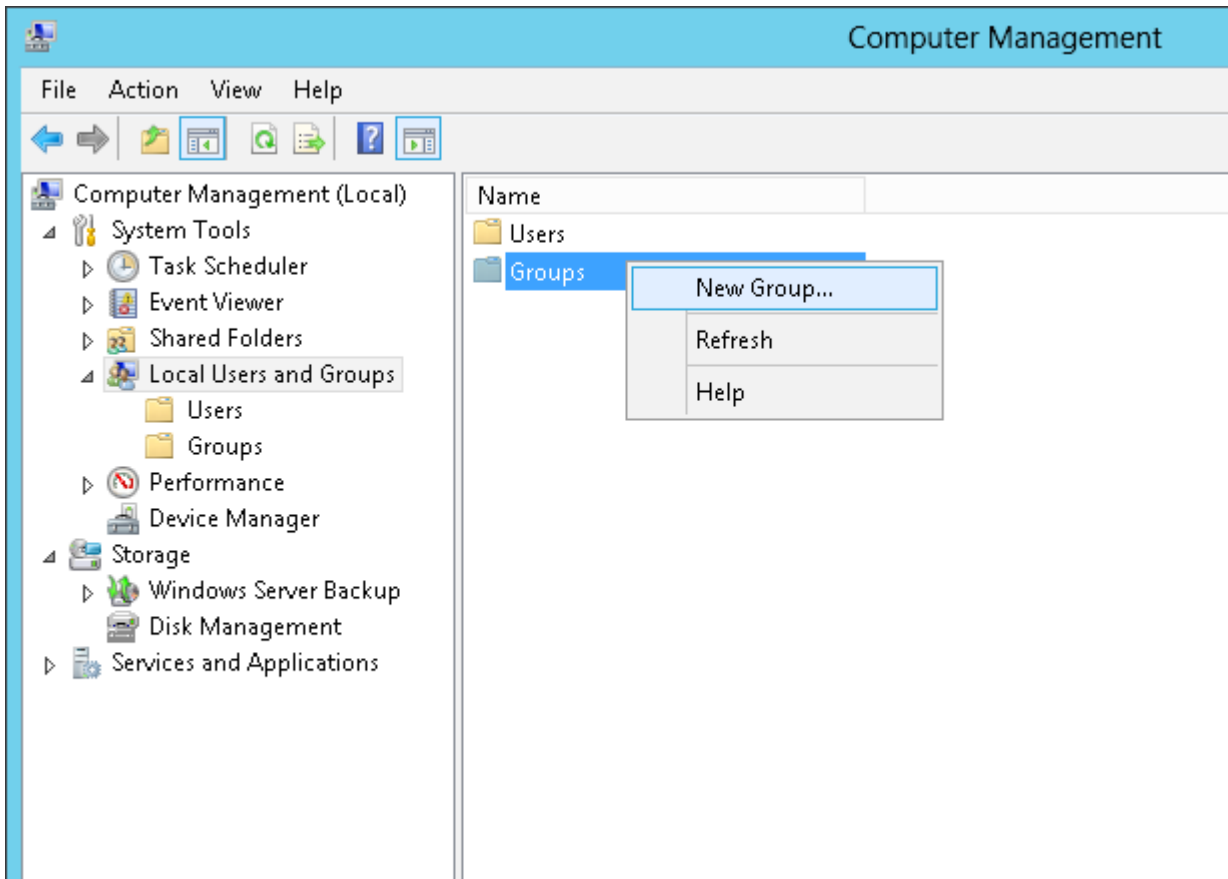 Computer Management
File Action View Help
Computer Management (Local)
System Tools
Task Scheduler
Event Viewer
Shared Folders
Local Users and Groups
Users
Groups
Performance
Device Manager
Storage
Windows Server Backup
Disk Management
Services and Applications
Name
Users
Groups
New Group...
Refresh
Help